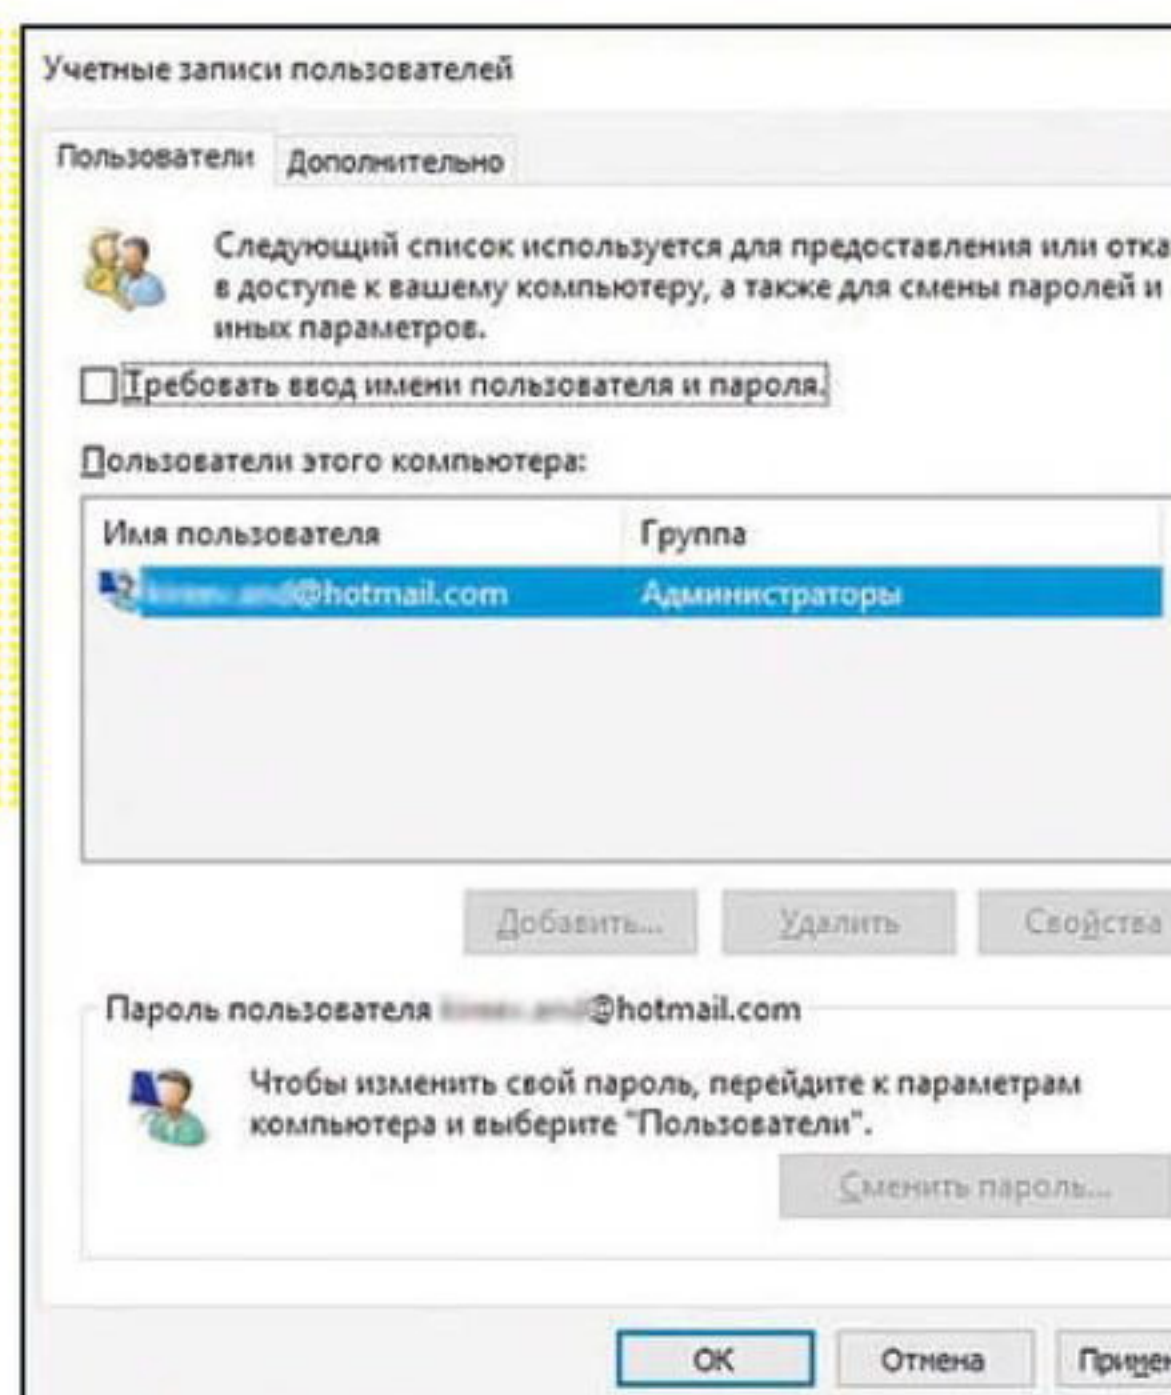 Учетные записи пользователей
Пользователи Дополнительно
Следующий список используется для предоставления или отка
в доступе к вашему компьютеру, а также для смены паролей и
иных параметров.
Требовать ввод имени пользователя и пароля.
Пользователи этого компьютера:
Имя пользователя Группа
@hotmail.com Администраторы
Добавить... Удалить Свойства
Пароль пользователя @hotmail.com
Чтобы изменить свой пароль, перейдите к параметрам
компьютера и выберите "Пользователи".
Сменить пароль...
ОК Отмена Примен